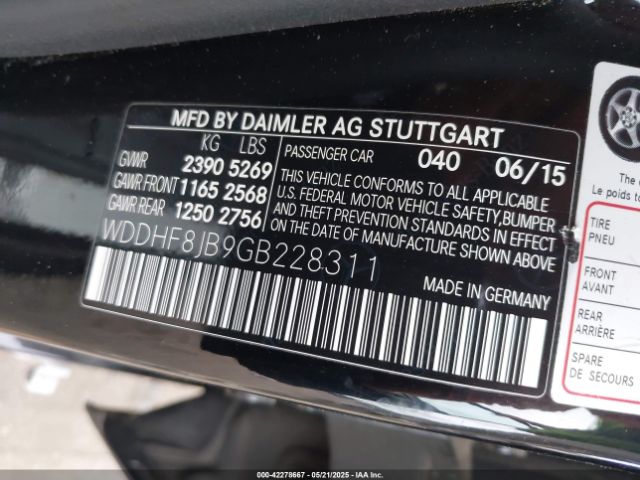 MFD BY DAIMLER AG STUTTGART
KG LBS
GVWR 2390 5269
GAWR FRONT 1165 2568
GAWR REAR 1250 2756
PASSENGER CAR 040 06/15
THIS VEHICLE CONFORMS TO ALL APPLICABLE
U.S. FEDERAL MOTOR VEHICLE SAFETY, BUMPER
AND THEFT PREVENTION STANDARDS IN EFFECT
ON THE DATE OF MANUFACTURE SHOWN ABOVE
WDDHF8JB9GB228311
MADE IN GERMANY
The
Le poids to
TIRE
PNEU
FRONT
AVANT
REAR
ARRIÈRE
SPARE
DE SECOURS
000-42278667 - 05/21/2025 - IAAI.COM